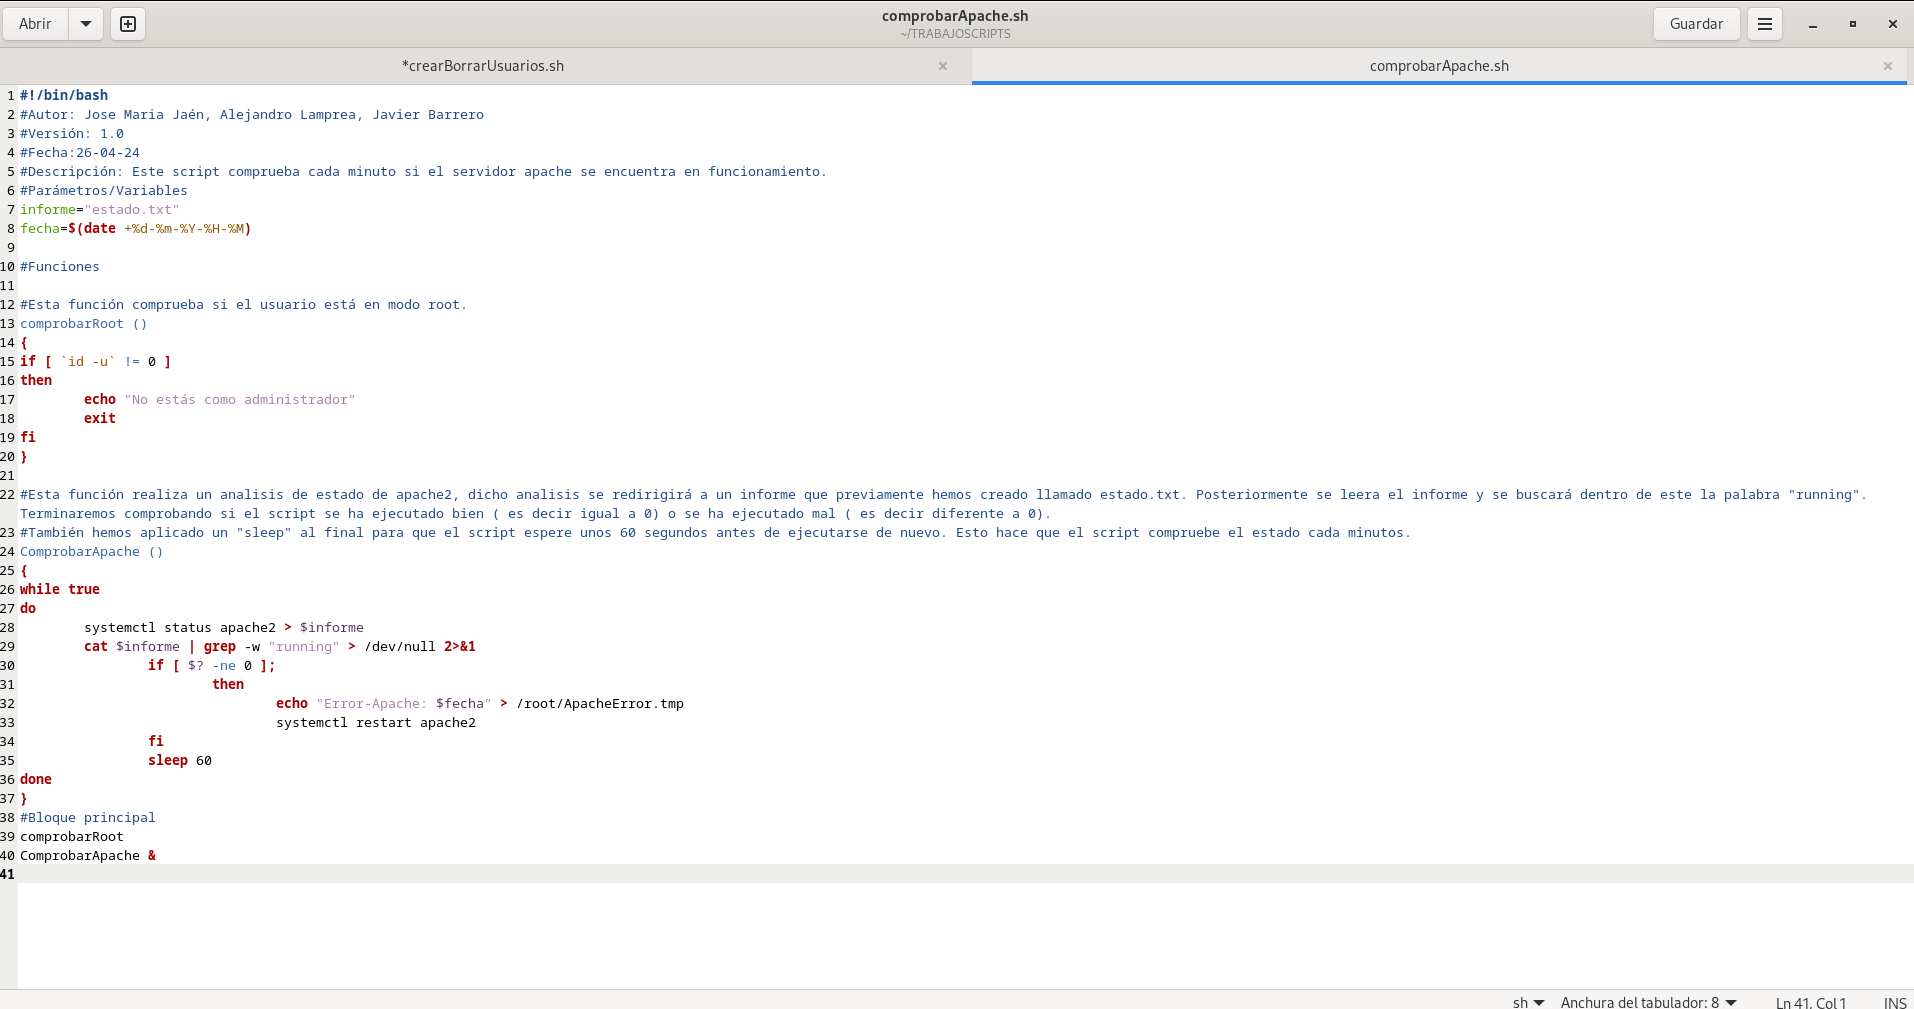 Abrir
comprobarApache.sh
~/TRABAJOSCRIPTS
Guardar
*crearBorrarUsuarios.sh
comprobarApache.sh
1 #!/bin/bash
2 #Autor: Jose Maria Jaén, Alejandro Lamprea, Javier Barrero
3 #Versión: 1.0
4 #Fecha:26-04-24
5 #Descripción: Este script comprueba cada minuto si el servidor apache se encuentra en funcionamiento.
6 #Parámetros/Variables
7 informe="estado.txt"
8 fecha=$(date +%d-%m-%Y-%H-%M)
9
10 #Funciones
11
12 #Esta función comprueba si el usuario está en modo root.
13 comprobarRoot ()
14 {
15 if [ `id -u` != 0 ]
16 then
17         echo "No estás como administrador"
18         exit
19 fi
20 }
21
22 #Esta función realiza un analisis de estado de apache2, dicho analisis se redirigirá a un informe que previamente hemos creado llamado estado.txt. Posteriormente se leera el informe y se buscará dentro de este la palabra "running".
Terminaremos comprobando si el script se ha ejecutado bien ( es decir igual a 0) o se ha ejecutado mal ( es decir diferente a 0).
23 #También hemos aplicado un "sleep" al final para que el script espere unos 60 segundos antes de ejecutarse de nuevo. Esto hace que el script compruebe el estado cada minutos.
24 ComprobarApache ()
25 {
26 while true
27 do
28         systemctl status apache2 > $informe
29         cat $informe | grep -w "running" > /dev/null 2>&1
30                 if [ $? -ne 0 ];
31                         then
32                                 echo "Error-Apache: $fecha" > /root/ApacheError.tmp
33                                 systemctl restart apache2
34                 fi
35                 sleep 60
36 done
37 }
38 #Bloque principal
39 comprobarRoot
40 ComprobarApache &
41
sh Anchura del tabulador: 8 Ln 41, Col 1 INS